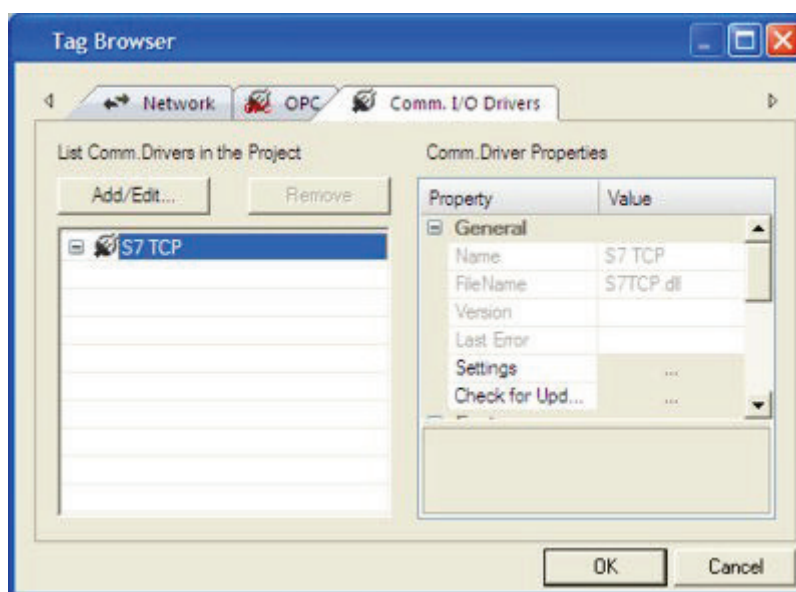 Tag Browser
Network OPC Comm. I/O Drivers
List Comm.Drivers in the Project
Add/Edit... Remove
S7 TCP
Comm.Driver Properties
Property Value
General
Name S7 TCP
FileName S7TCP dll
Version
Last Error
Settings ...
Check for Upd... ...
OK Cancel